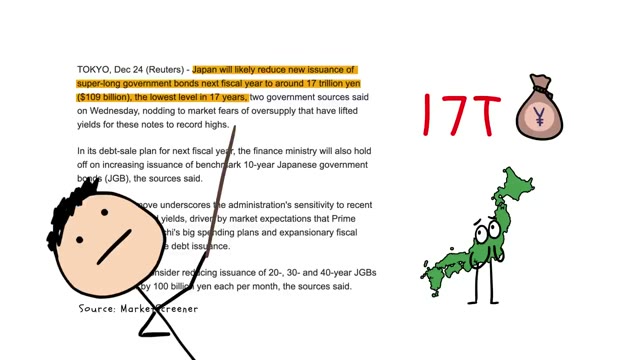 TOKYO, Dec 24 (Reuters) - Japan will likely reduce new issuance of
super-long government bonds next fiscal year to around 17 trillion yen
($109 billion), the lowest level in 17 years, two government sources said
on Wednesday, nodding to market fears of oversupply that have lifted
yields for these notes to record highs.
In its debt-sale plan for next fiscal year, the finance ministry will also hold
off on increasing issuance of benchmark 10-year Japanese government
bonds (JGB), the sources said.
move underscores the administration's sensitivity to recent
yields, driven by market expectations that Prime
big spending plans and expansionary fiscal
debt issuance.
reducing issuance of 20-, 30- and 40-year JGBs
by 100 billion yen each per month, the sources said.
Source: MarketScreener
17T
¥